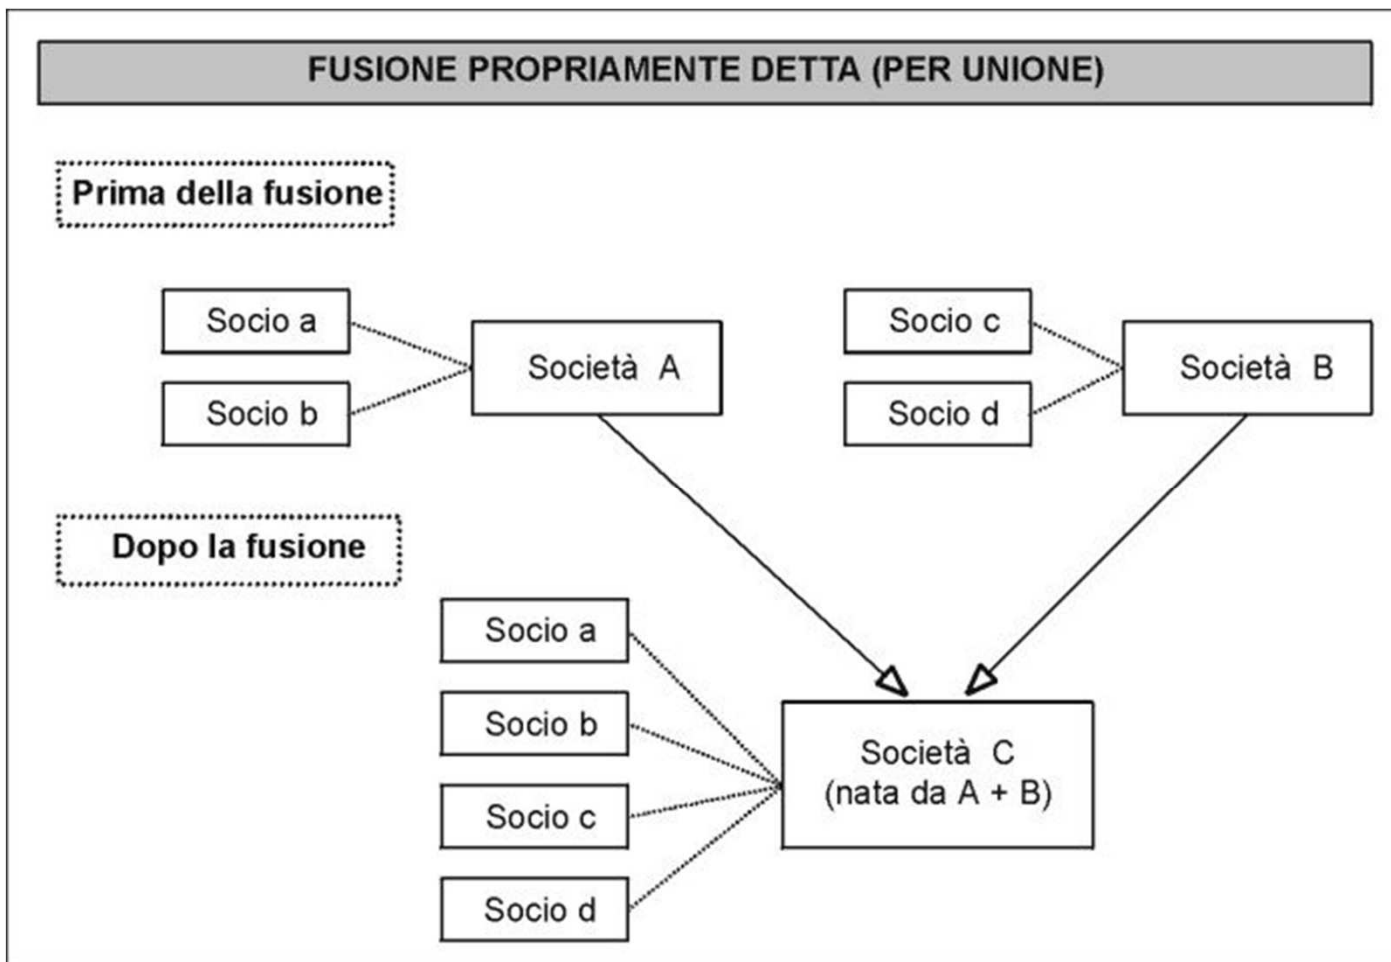 FUSIONE PROPRIAMENTE DETTA (PER UNIONE)
Prima della fusione
Socio a
Socio b
Società A
Socio c
Socio d
Società B
Dopo la fusione
Socio a
Socio b
Socio c
Socio d
Società C
(nata da A + B)